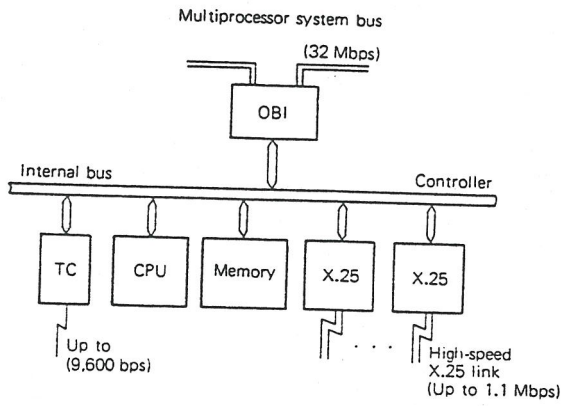 Multiprocessor system bus
(32 Mbps)
OBI
Internal bus
Controller
TC
CPU
Memory
X.25
X.25
Up to
(9,600 bps)
. . . .
High-speed
X.25 link
(Up to 1.1 Mbps)